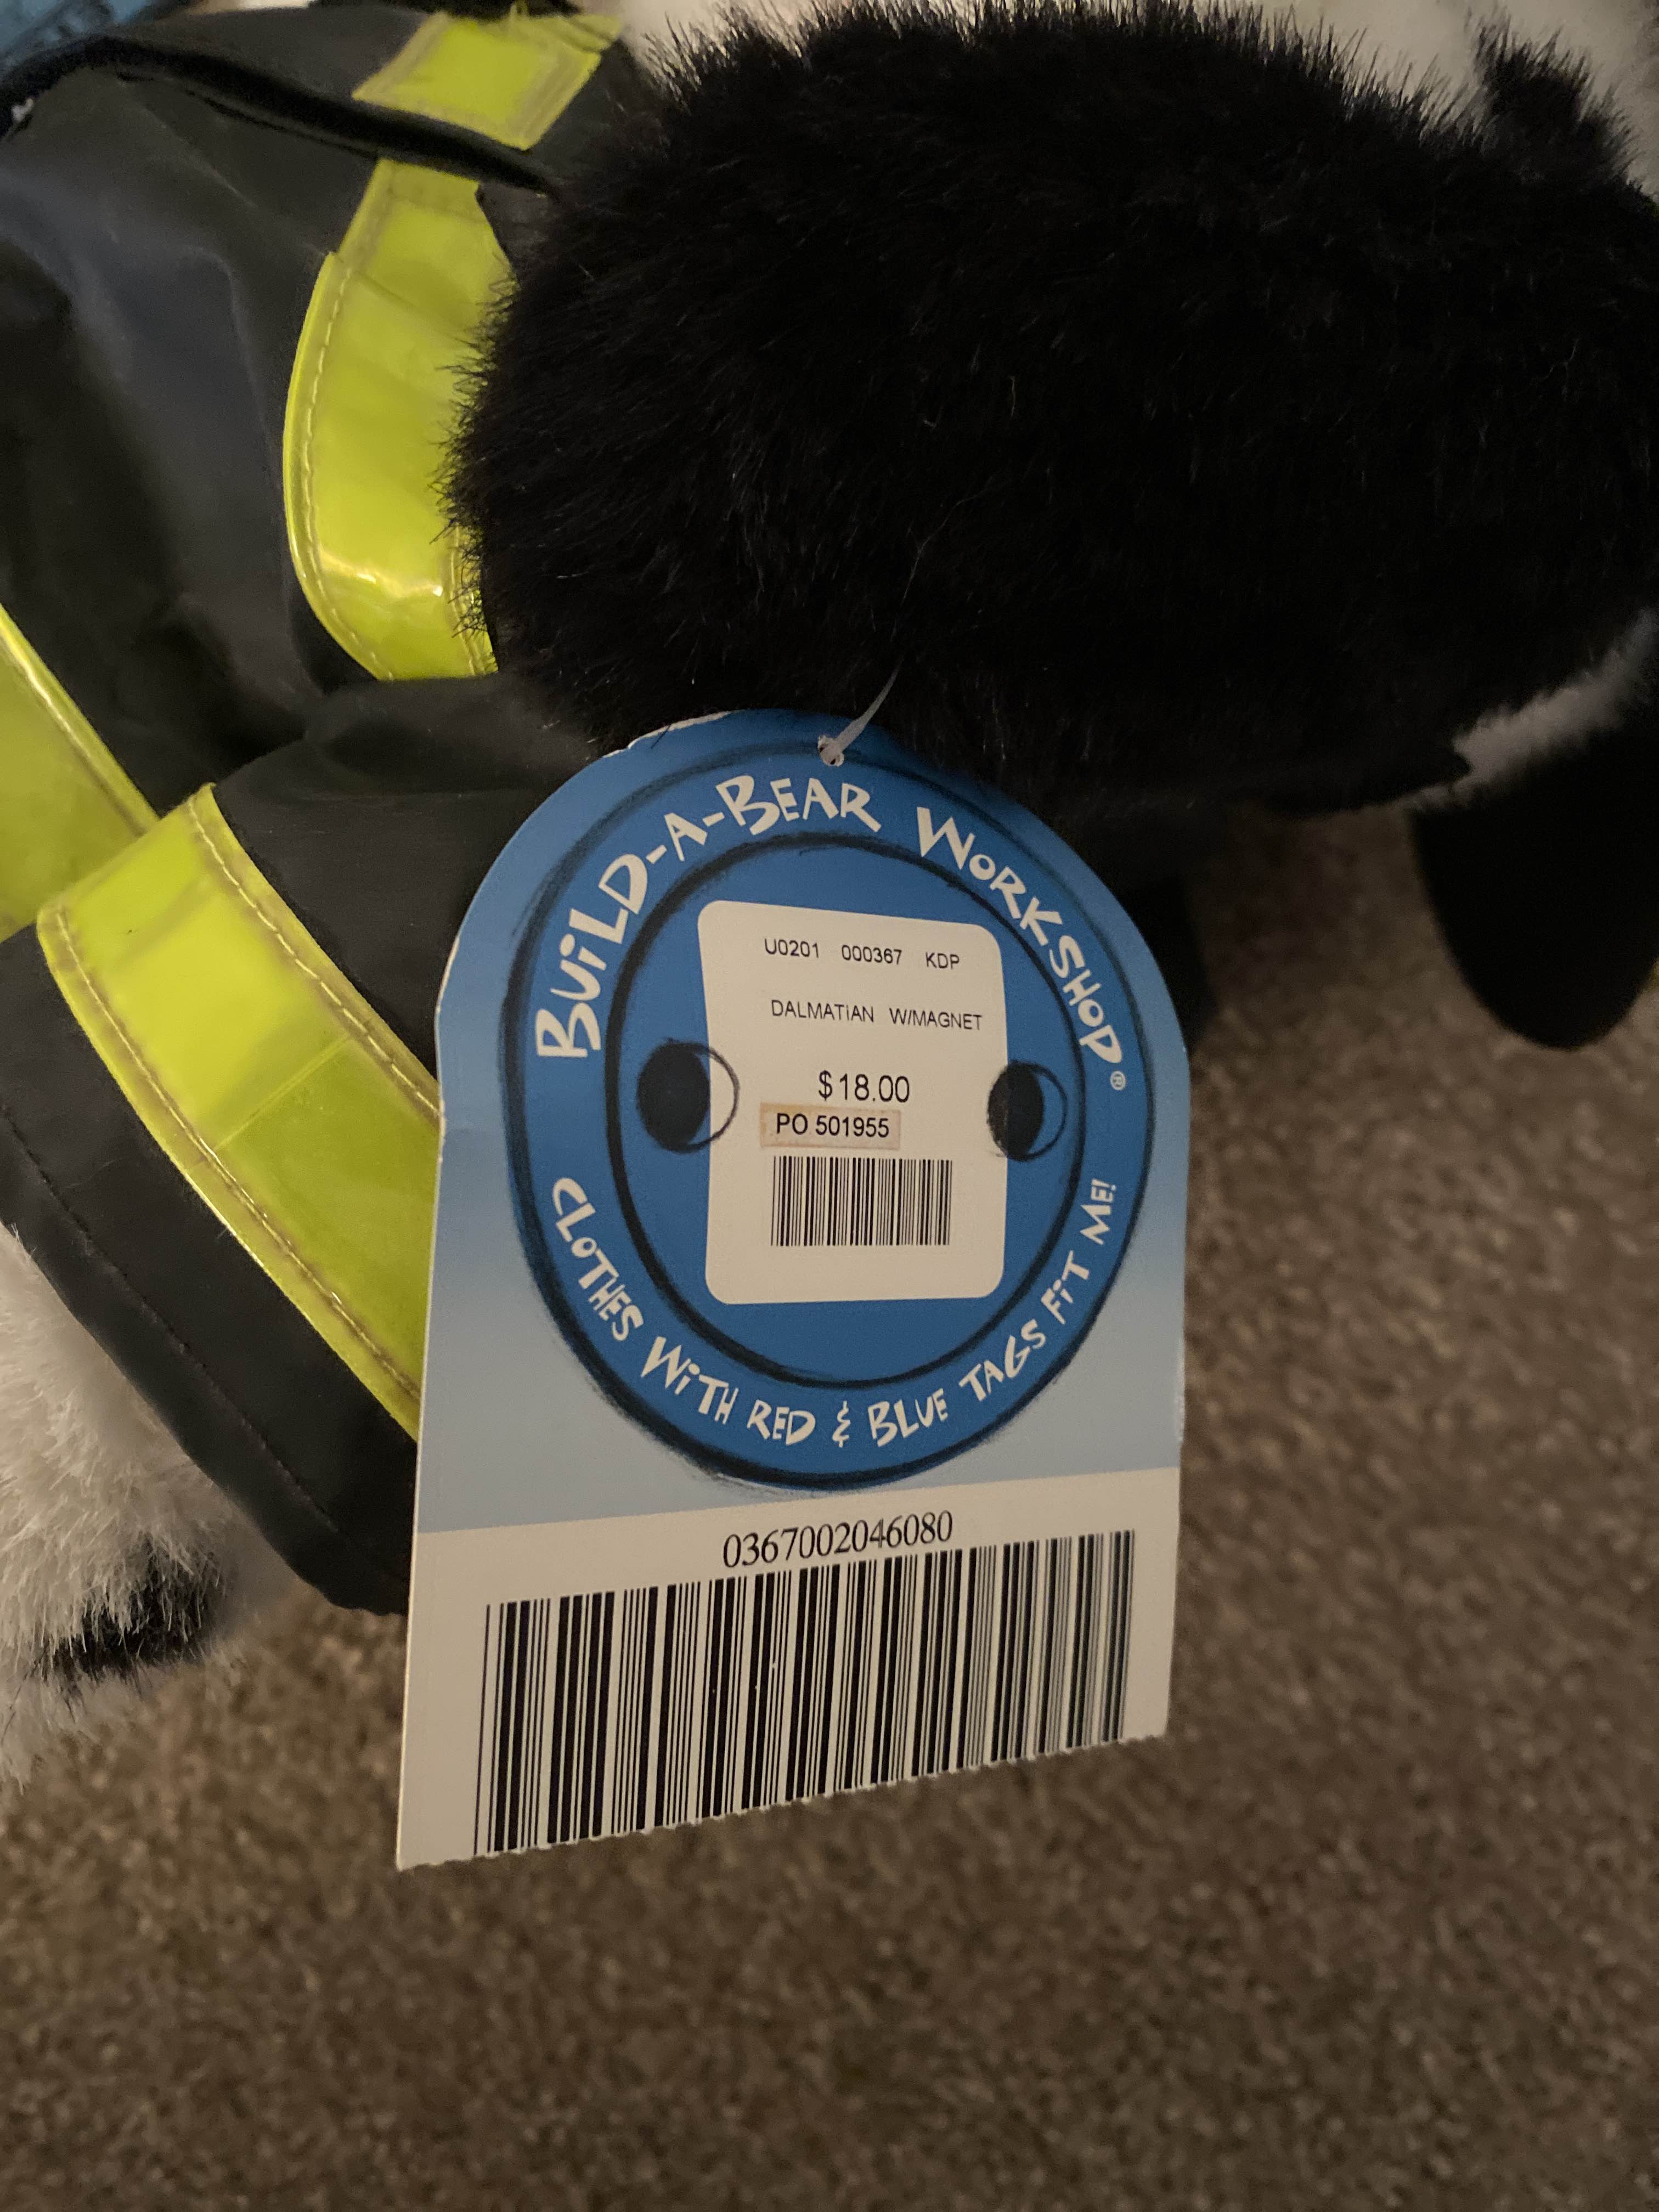 BUiLD-A-BEAR WORKSHOP®
U0201 000367 KDP
DALMATiAN W/MAGNET
$18.00
PO 501955
CLOTHES WiTH RED & BLUE TAGS FiT ME!
0367002046080